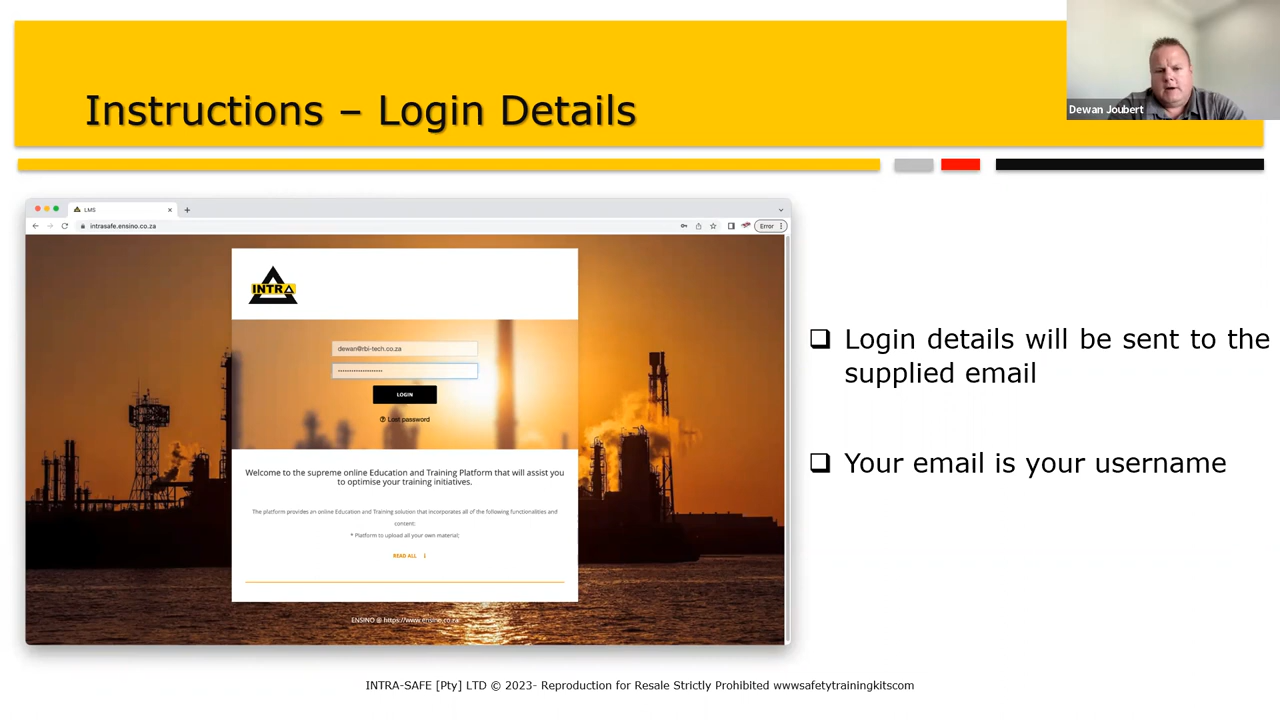 Instructions – Login Details
Dewan Joubert
LMS
intrasafe.ensino.co.za
Error
INTRA
dewan@rbi-tech.co.za
LOGIN
Lost password
Welcome to the supreme online Education and Training Platform that will assist you
to optimise your training initiatives.
The platform provides an online Education and Training solution that incorporates all of the following functionalities and
content:
* Platform to upload all your own material;
READ ALL
ENSINO @ https://www.ensino.co.za
Login details will be sent to the
supplied email
Your email is your username
INTRA-SAFE [Pty] LTD © 2023- Reproduction for Resale Strictly Prohibited wwwsafetytrainingkitscom